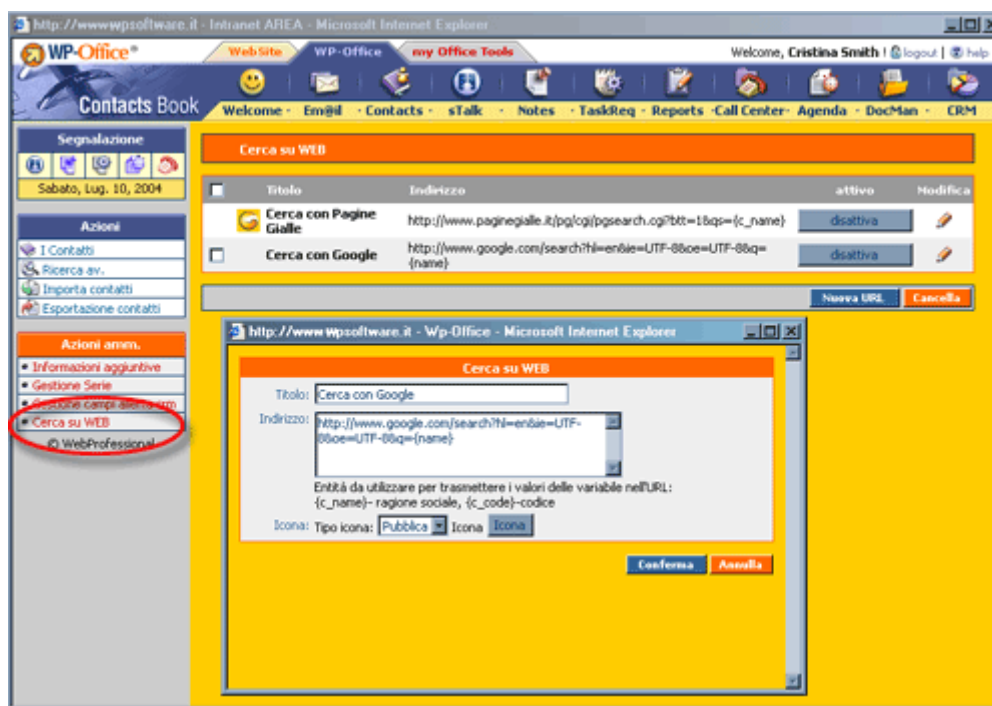 http://www.wpsoftware.it - Intranet AREA - Microsoft Internet Explorer
WP-Office®
WebSite WP-Office my Office Tools Welcome, Cristina Smith ! logout | help
Contacts Book
Welcome - Em@il - Contacts - sTalk - Notes - TaskReq - Reports -Call Center- Agenda - DocMan - CRM
Segnalazione
Sabato, Lug. 10, 2004
Azioni
I Contatti
Ricerca av.
Importa contatti
Esportazione contatti
Azioni amm.
Informazioni aggiuntive
Gestione Serie
Gestione campi
Cerca su WEB
© WebProfessional
Cerca su WEB
Titolo Indirizzo attivo Modifica
Cerca con Pagine Gialle http://www.paginegialle.it/pg/cgi/pgsearch.cgi?btt=1&qs={c_name} disattiva
Cerca con Google http://www.google.com/search?hl=en&ie=UTF-8&oe=UTF-8&q=
{name} disattiva
Nuova URL Cancella
http://www.wpsoftware.it - Wp-Office - Microsoft Internet Explorer
Cerca su WEB
Titolo: Cerca con Google
Indirizzo: http://www.google.com/search?hl=en&ie=UTF-
8&oe=UTF-8&q={name}
Entitá da utilizzare per trasmettere i valori delle variabile nell'URL:
{c_name}- ragione sociale, {c_code}-codice
Icona: Tipo icona: Pubblica Icona Icona
Conferma Annulla